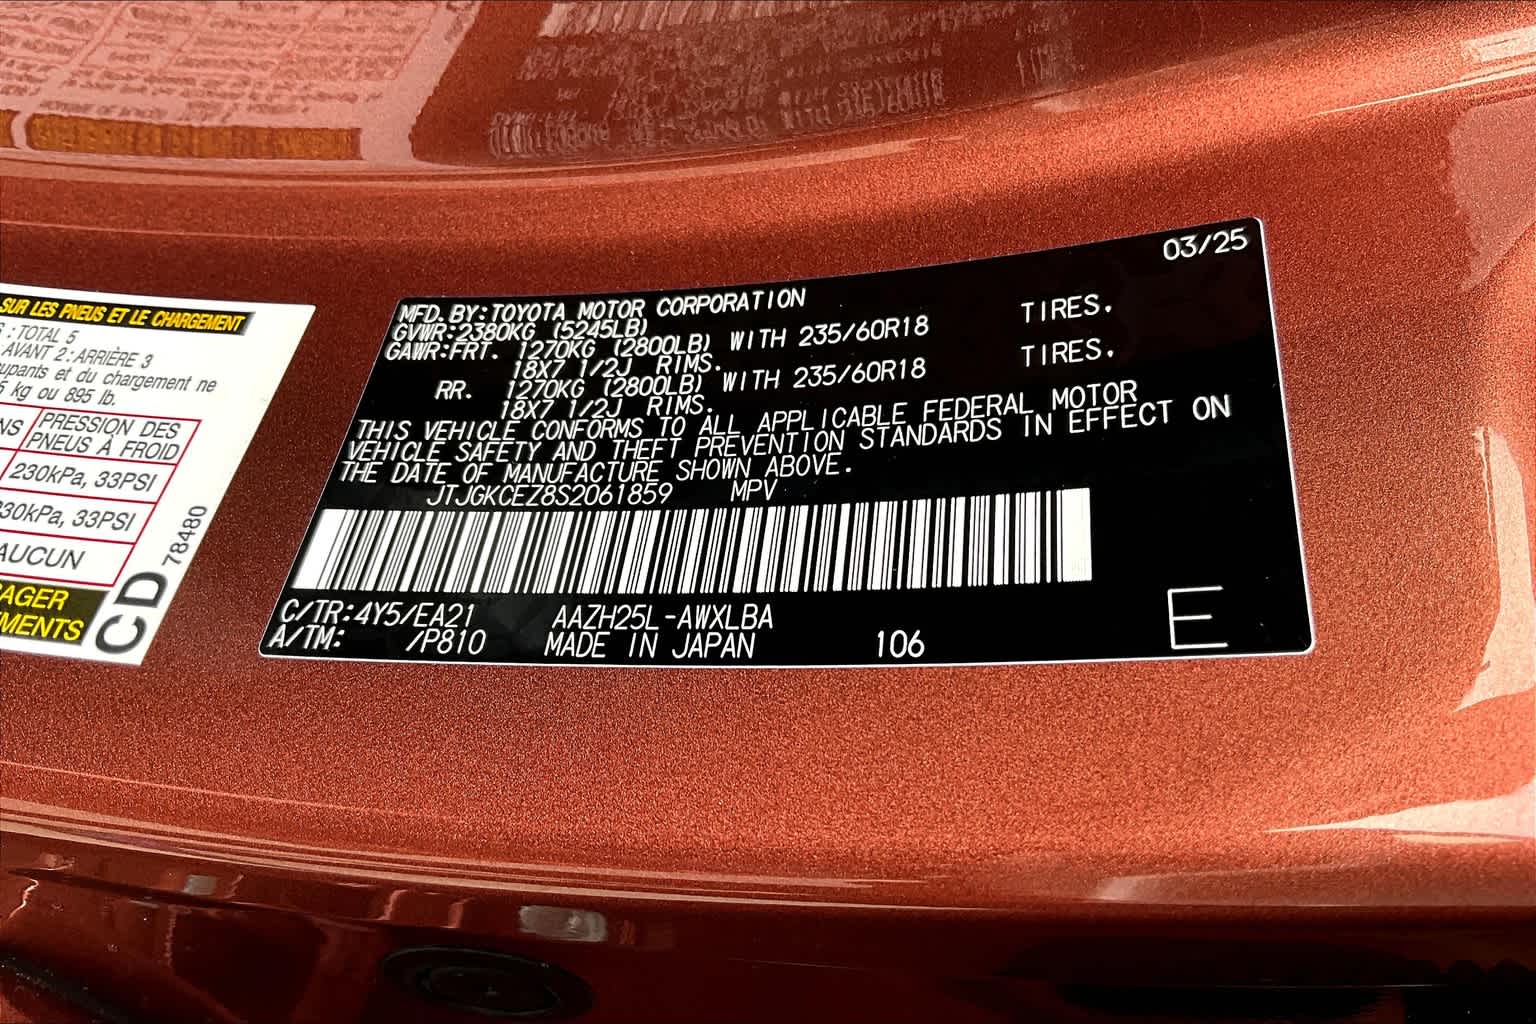 SUR LES PNEUS ET LE CHARGEMENT
: TOTAL 5
AVANT 2: ARRIÈRE 3
et du chargement ne
kg ou 895 lb.
PRESSION DES
PNEUS À FROID
230kPa, 33PSI
230kPa, 33PSI
AUCUN
CD
78480
03/25
MFD. BY: TOYOTA MOTOR CORPORATION
GVWR: 2380KG (5245LB)
GAWR: FRT. 1270KG (2800LB) WITH 235/60R18 TIRES.
18X7 1/2J RIMS.
RR. 1270KG (2800LB) WITH 235/60R18 TIRES.
18X7 1/2J RIMS.
THIS VEHICLE CONFORMS TO ALL APPLICABLE FEDERAL MOTOR
VEHICLE SAFETY AND THEFT PREVENTION STANDARDS IN EFFECT ON
THE DATE OF MANUFACTURE SHOWN ABOVE.
JTJGKCEZ8S2061859 MPV
C/TR: 4Y5/EA21 AAZH25L-AWXLBA
A/TM: /P810 MADE IN JAPAN 106
E